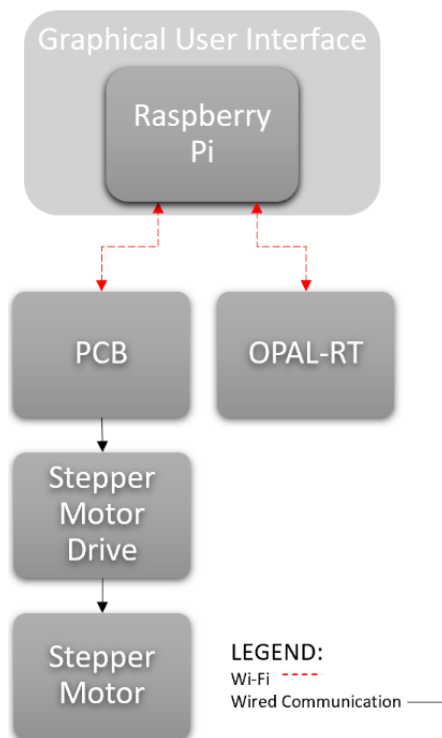 Graphical User Interface
Raspberry
Pi
PCB
OPAL-RT
Stepper
Motor
Drive
Stepper
Motor
LEGEND:
Wi-Fi
Wired Communication